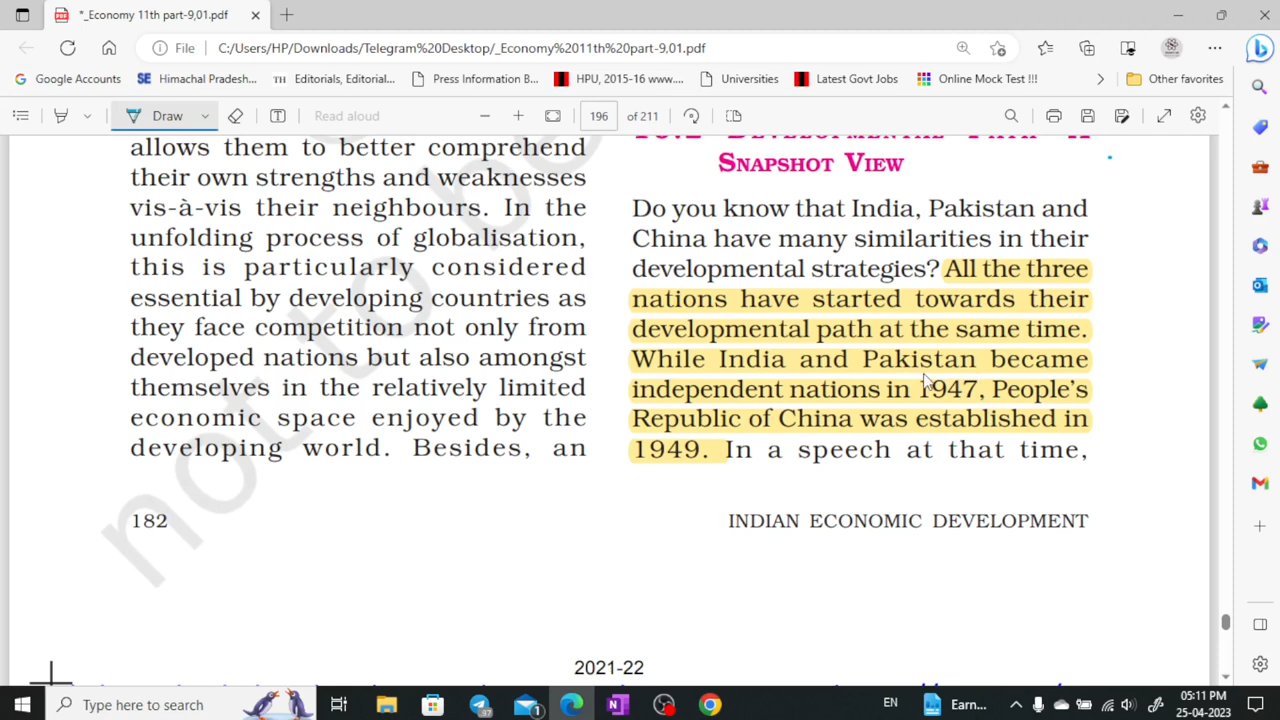 *_Economy 11th part-9,01.pdf
File C:/Users/HP/Downloads/Telegram%20Desktop/_Economy%2011th%20part-9,01.pdf
Google Accounts SE Himachal Pradesh... TH Editorials, Editorial... Press Information B... HPU, 2015-16 www.... Universities Latest Govt Jobs Online Mock Test !!! Other favorites
Draw Read aloud 196 of 211
allows them to better comprehend
their own strengths and weaknesses
vis-à-vis their neighbours. In the
unfolding process of globalisation,
this is particularly considered
essential by developing countries as
they face competition not only from
developed nations but also amongst
themselves in the relatively limited
economic space enjoyed by the
developing world. Besides, an
SNAPSHOT VIEW
Do you know that India, Pakistan and
China have many similarities in their
developmental strategies? All the three
nations have started towards their
developmental path at the same time.
While India and Pakistan became
independent nations in 1947, People's
Republic of China was established in
1949. In a speech at that time,
182 INDIAN ECONOMIC DEVELOPMENT
not to be
2021-22
Type here to search EN Earn... 05:11 PM
25-04-2023